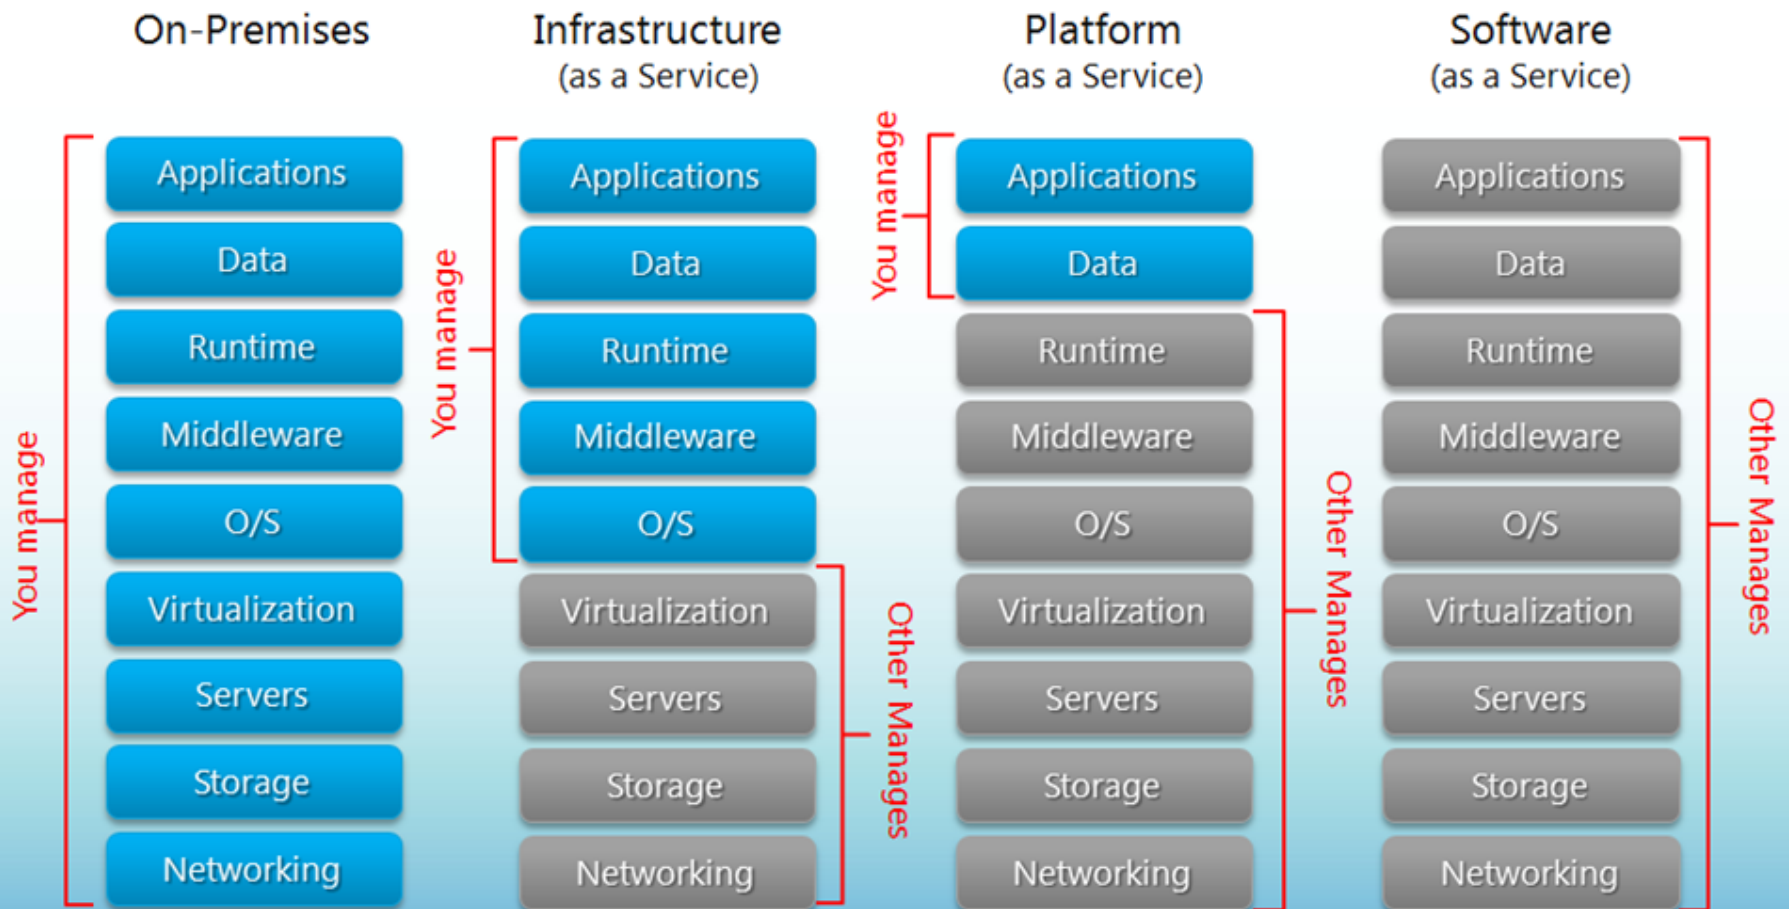 On-Premises
You manage
Applications
Data
Runtime
Middleware
O/S
Virtualization
Servers
Storage
Networking
Infrastructure
(as a Service)
You manage
Applications
Data
Runtime
Middleware
O/S
Virtualization
Servers
Storage
Networking
Other Manages
Platform
(as a Service)
You manage
Applications
Data
Runtime
Middleware
O/S
Virtualization
Servers
Storage
Networking
Other Manages
Software
(as a Service)
Applications
Data
Runtime
Middleware
O/S
Virtualization
Servers
Storage
Networking
Other Manages